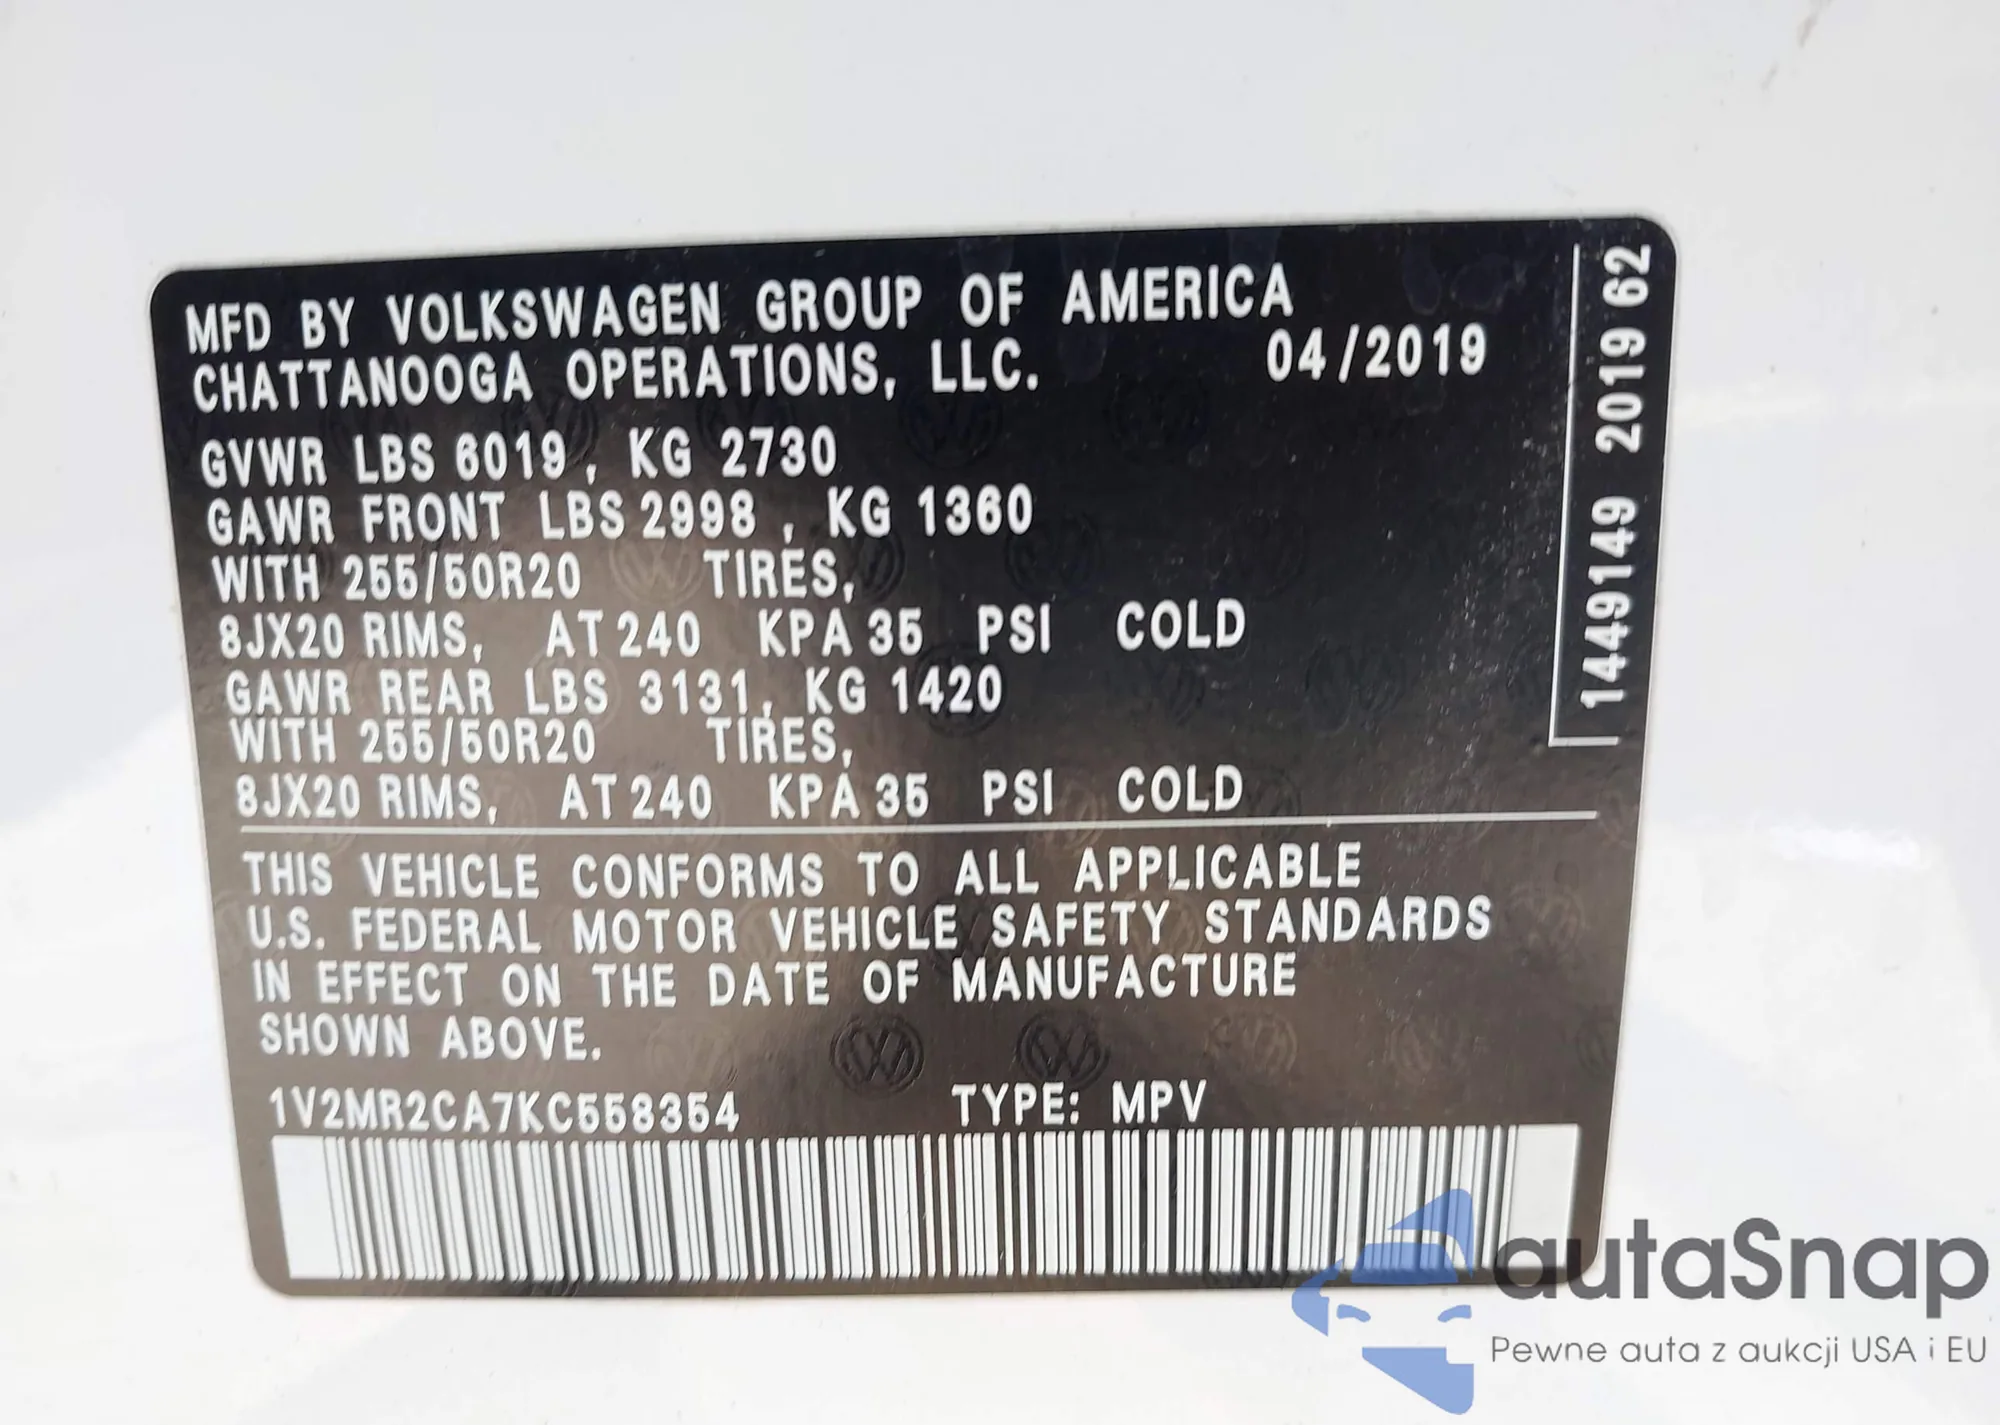 MFD BY VOLKSWAGEN GROUP OF AMERICA
CHATTANOOGA OPERATIONS, LLC.
04/2019
GVWR LBS 6019, KG 2730
GAWR FRONT LBS 2998, KG 1360
WITH 255/50R20 TIRES,
8JX20 RIMS, AT 240 KPA 35 PSI COLD
GAWR REAR LBS 3131, KG 1420
WITH 255/50R20 TIRES,
8JX20 RIMS, AT 240 KPA 35 PSI COLD
THIS VEHICLE CONFORMS TO ALL APPLICABLE
U.S. FEDERAL MOTOR VEHICLE SAFETY STANDARDS
IN EFFECT ON THE DATE OF MANUFACTURE
SHOWN ABOVE.
1V2MR2CA7KC558354 TYPE: MPV
1449149 2019 62
autaSnap
Pewne auta z aukcji USA i EU